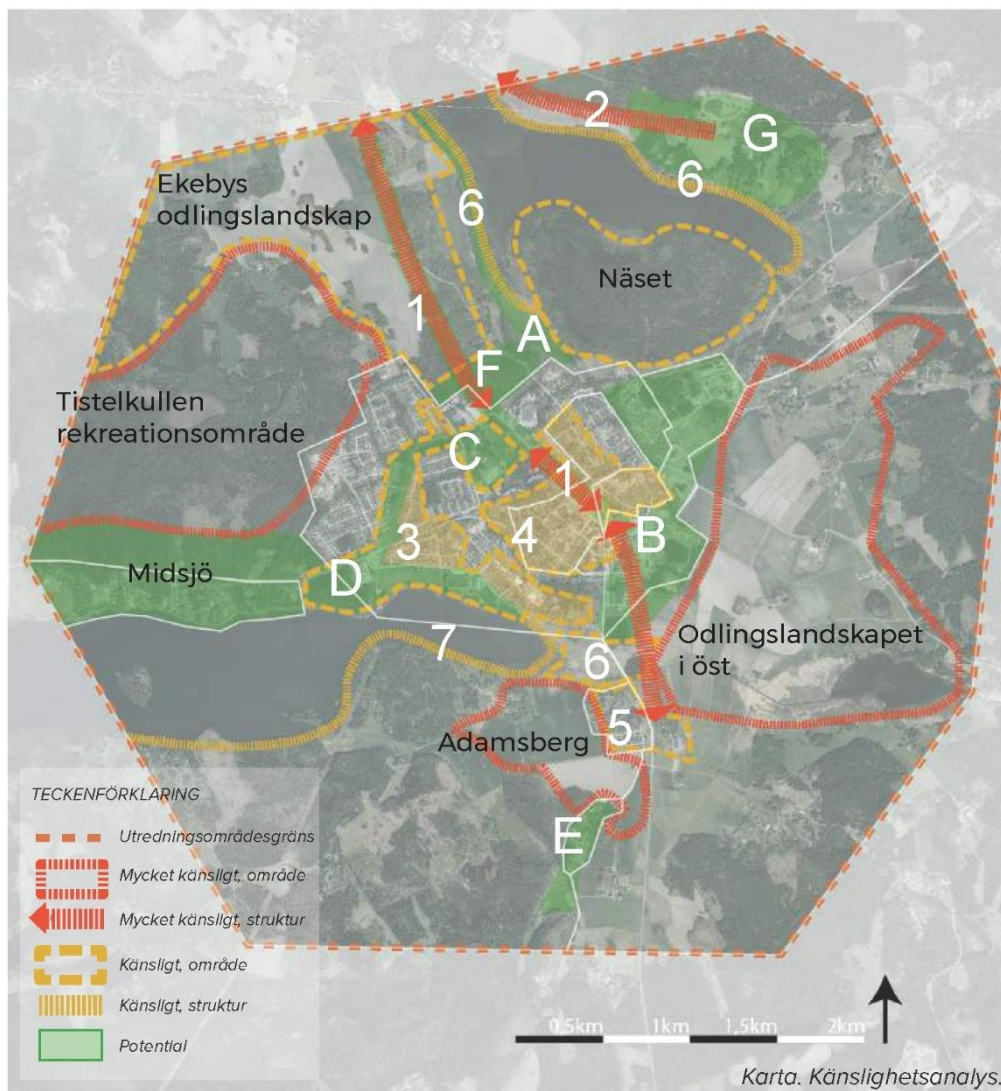 2
G
6
Ekebys
odlingslandskap
6
Näset
1
A
F
Tistelkullen
rekreationsområde
C
1
B
3
4
Midsjö
D
Odlingslandskapet
i öst
7
6
5
Adamsberg
E
TECKENFÖRKLARING
Utredningsområdesgräns
Mycket känsligt, område
Mycket känsligt, struktur
Känsligt, område
Känsligt, struktur
Potential
0,5km 1km 1,5km 2km
Karta. Känslighetsanalys.